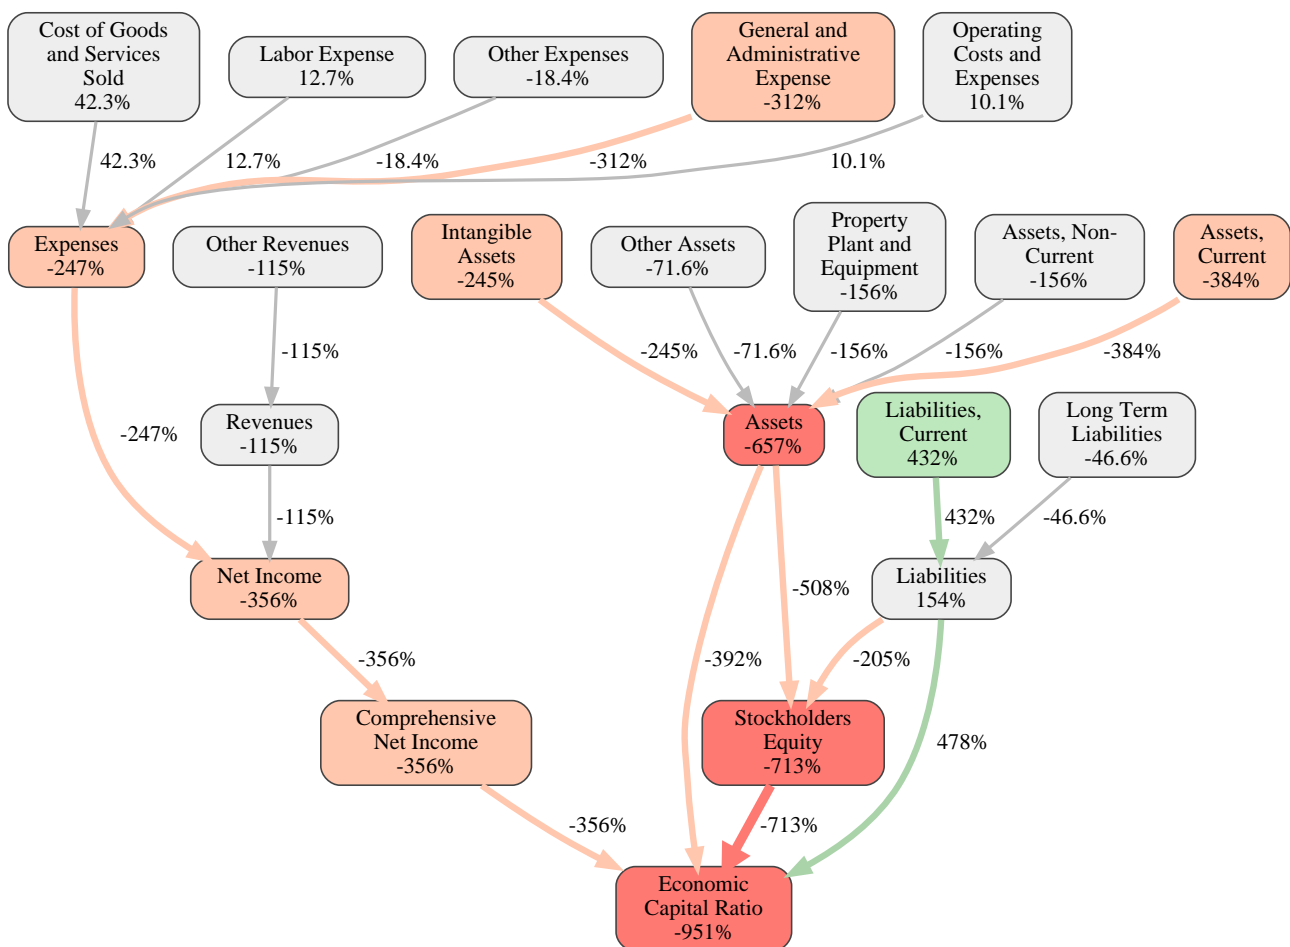 Cost of Goods
and Services
Sold
42.3%
Labor Expense
12.7%
Other Expenses
-18.4%
General and
Administrative
Expense
-312%
Operating
Costs and
Expenses
10.1%
42.3%
12.7%
-18.4%
-312%
10.1%
Expenses
-247%
Other Revenues
-115%
Intangible
Assets
-245%
Other Assets
-71.6%
Property
Plant and
Equipment
-156%
Assets, Non-
Current
-156%
Assets,
Current
-384%
-115%
-245%
-71.6%
-156%
-156%
-384%
-247%
Revenues
-115%
Assets
-657%
Liabilities,
Current
432%
Long Term
Liabilities
-46.6%
-115%
432%
-46.6%
Net Income
-356%
-508%
Liabilities
154%
-356%
-392%
-205%
Comprehensive
Net Income
-356%
Stockholders
Equity
-713%
478%
-356%
-713%
Economic
Capital Ratio
-951%